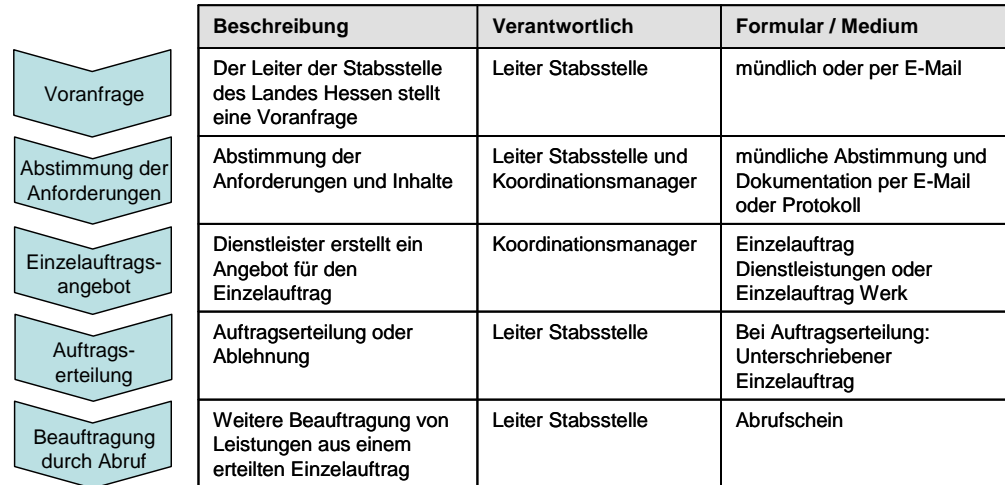 Beschreibung Verantwortlich Formular / Medium
Voranfrage
Der Leiter der Stabsstelle
des Landes Hessen stellt
eine Voranfrage
Leiter Stabsstelle
mündlich oder per E-Mail
Abstimmung der
Anforderungen
Abstimmung der
Anforderungen und Inhalte
Leiter Stabsstelle und
Koordinationsmanager
mündliche Abstimmung und
Dokumentation per E-Mail
oder Protokoll
Einzelauftrags-
angebot
Dienstleister erstellt ein
Angebot für den
Einzelauftrag
Koordinationsmanager
Einzelauftrag
Dienstleistungen oder
Einzelauftrag Werk
Auftrags-
erteilung
Auftragserteilung oder
Ablehnung
Leiter Stabsstelle
Bei Auftragserteilung:
Unterschriebener
Einzelauftrag
Beauftragung
durch Abruf
Weitere Beauftragung von
Leistungen aus einem
erteilten Einzelauftrag
Leiter Stabsstelle
Abrufschein